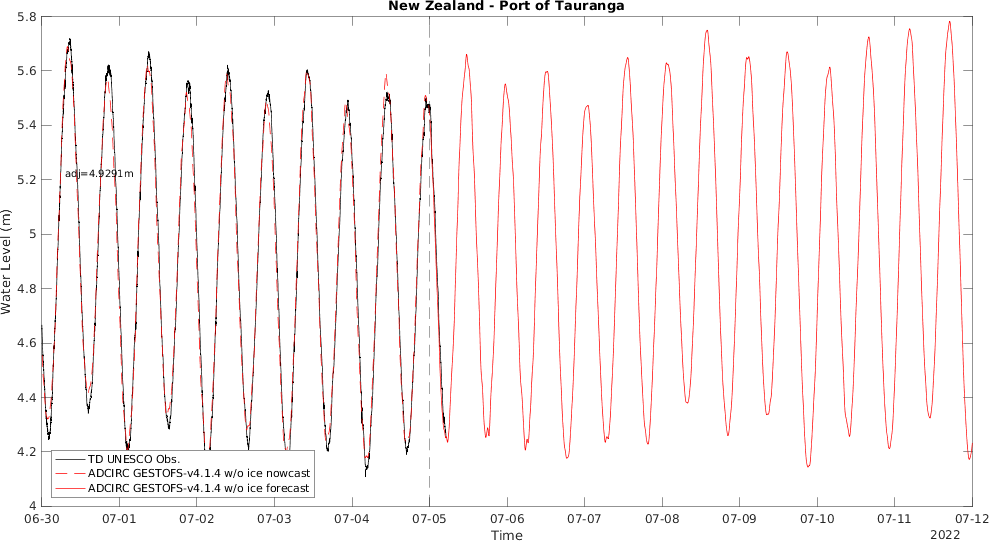 New Zealand - Port of Tauranga
Water Level (m)
5.8
5.6
5.4
5.2
5
4.8
4.6
4.4
4.2
4
adj=4.9291m
TD UNESCO Obs.
ADCIRC GESTOFS-v4.1.4 w/o ice nowcast
ADCIRC GESTOFS-v4.1.4 w/o ice forecast
06-30 07-01 07-02 07-03 07-04 07-05 07-06 07-07 07-08 07-09 07-10 07-11 07-12
Time
2022